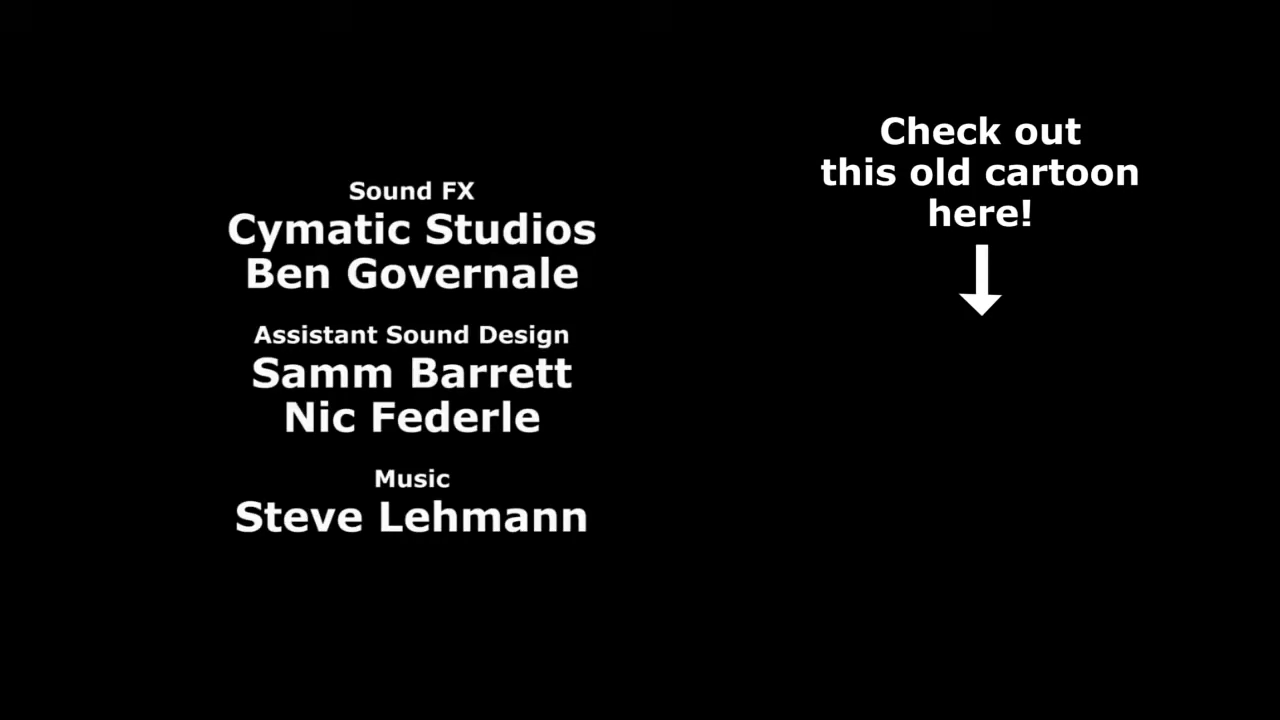 Sound FX
Cymatic Studios
Ben Governale
Assistant Sound Design
Samm Barrett
Nic Federle
Music
Steve Lehmann
Check out
this old cartoon
here!